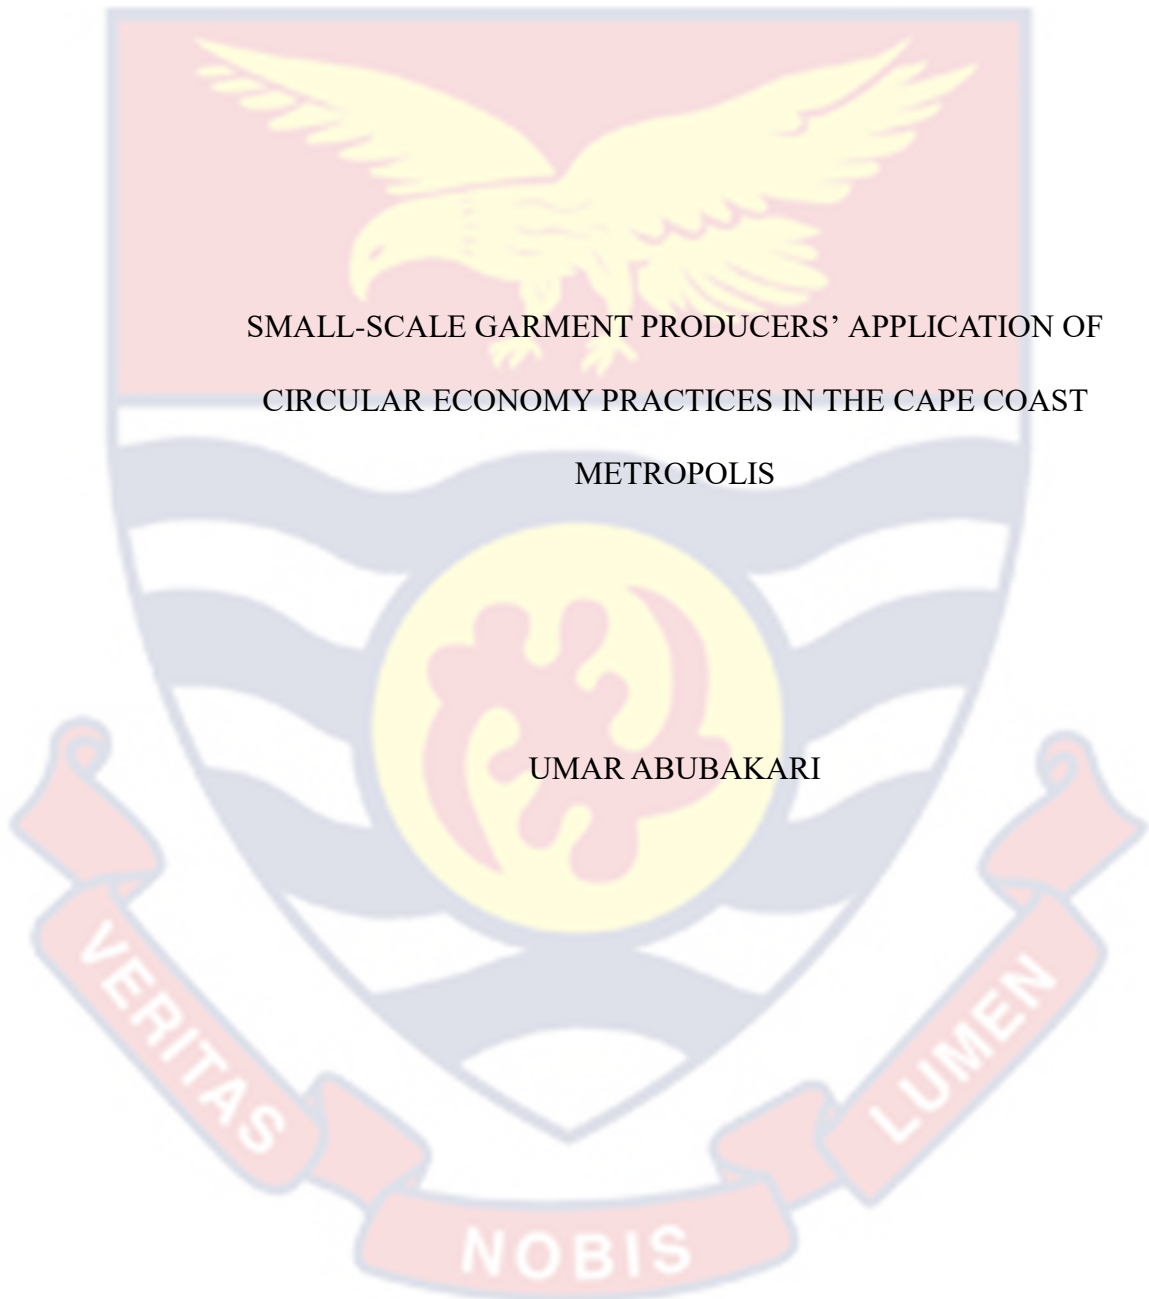 SMALL-SCALE GARMENT PRODUCERS’ APPLICATION OF
CIRCULAR ECONOMY PRACTICES IN THE CAPE COAST
METROPOLIS
UMAR ABUBAKARI
VERITAS
NOBIS
LUMEN